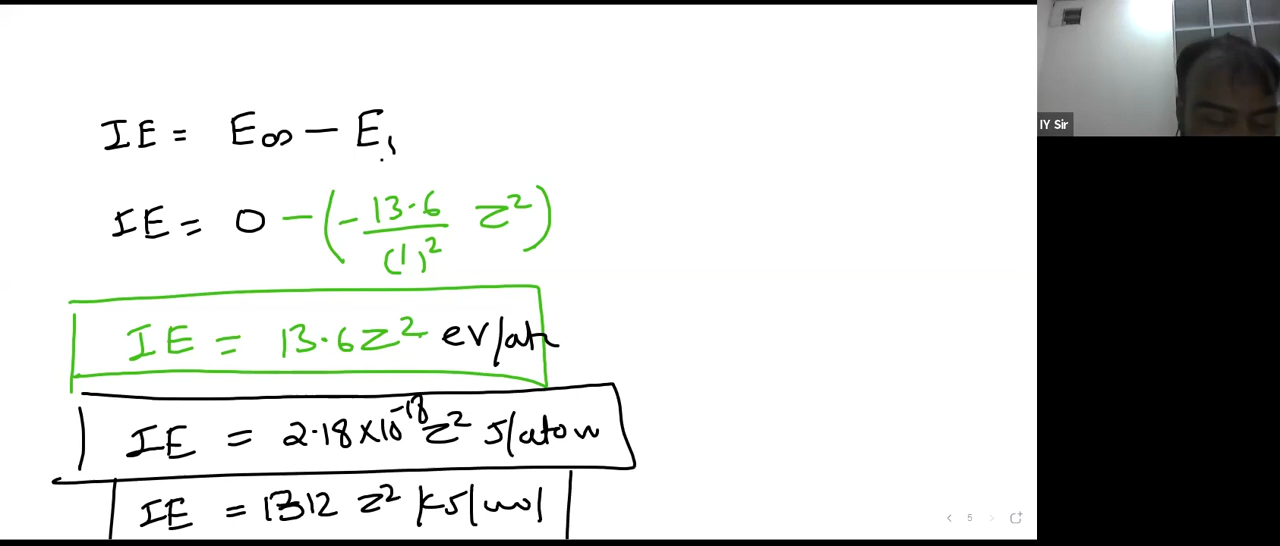 IE = E∞ − E₁
IE = 0 − (−13.6/(1)² Z²)
IE = 13.6Z² eV/at
IE = 2.18×10⁻¹⁸ Z² J/atom
IE = 1312 Z² kJ/mol
IY Sir
5